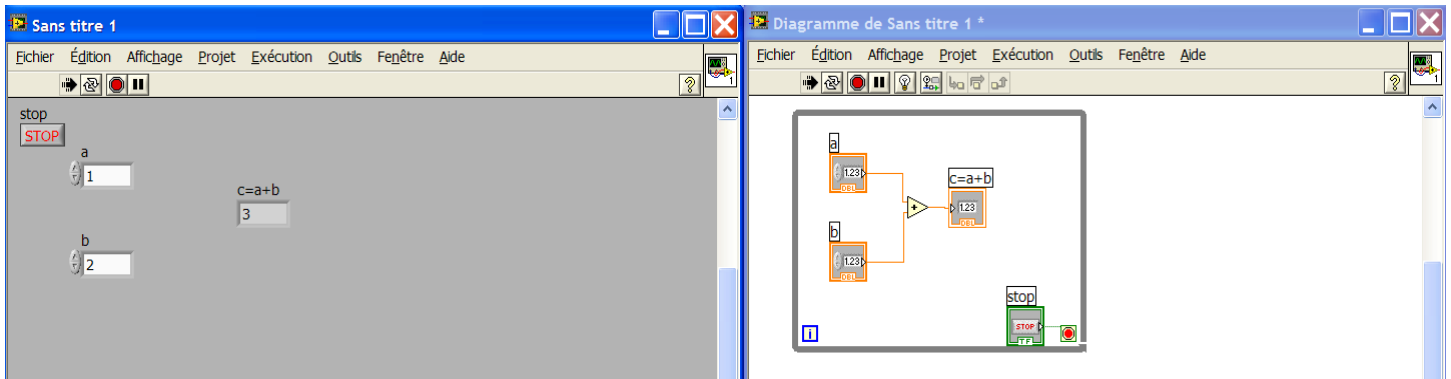 Sans titre 1
Fichier Édition Affichage Projet Exécution Outils Fenêtre Aide
?
1
stop
STOP
a
1
c=a+b
3
b
2
Diagramme de Sans titre 1 *
Fichier Édition Affichage Projet Exécution Outils Fenêtre Aide
?
1
a
1.23
DBL
c=a+b
1.23
DBL
b
1.23
DBL
stop
STOP
TF
i